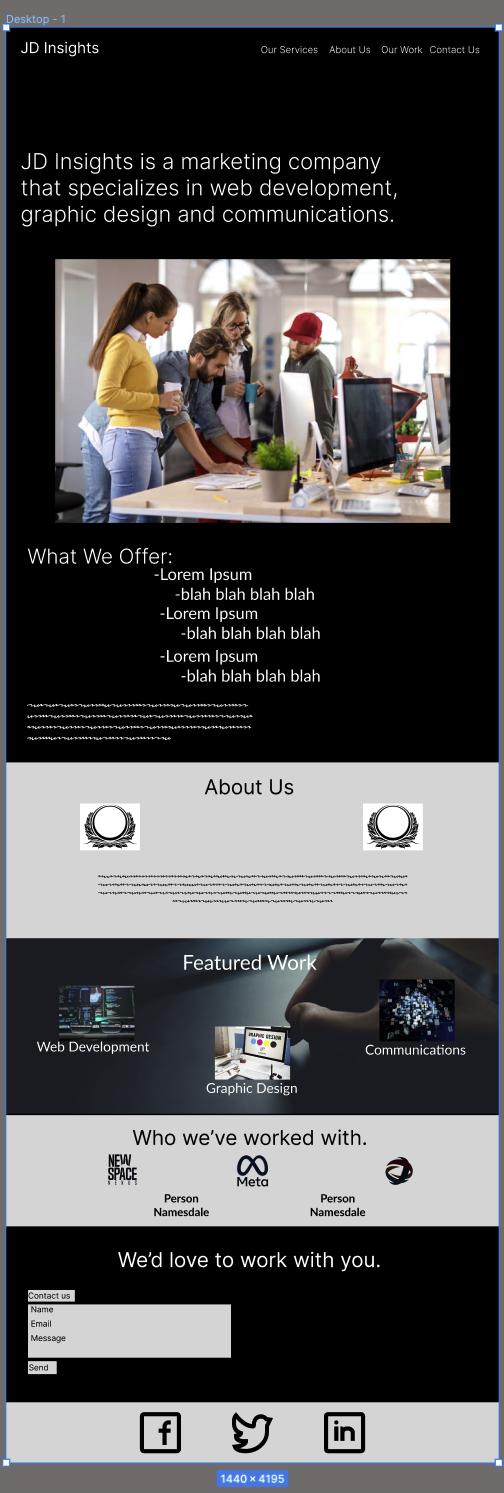 Desktop - 1
JD Insights
Our Services About Us Our Work Contact Us
JD Insights is a marketing company
that specializes in web development,
graphic design and communications.
What We Offer:
-Lorem Ipsum
-blah blah blah blah
-Lorem Ipsum
-blah blah blah blah
-Lorem Ipsum
-blah blah blah blah
About Us
Featured Work
Web Development
GRAPHIC DESIGN
Graphic Design
Communications
Who we've worked with.
NEW
SPACE
NEXUS
Meta
Person
Namesdale
Person
Namesdale
We'd love to work with you.
Contact us
Name
Email
Message
Send
f
in
1440 × 4195